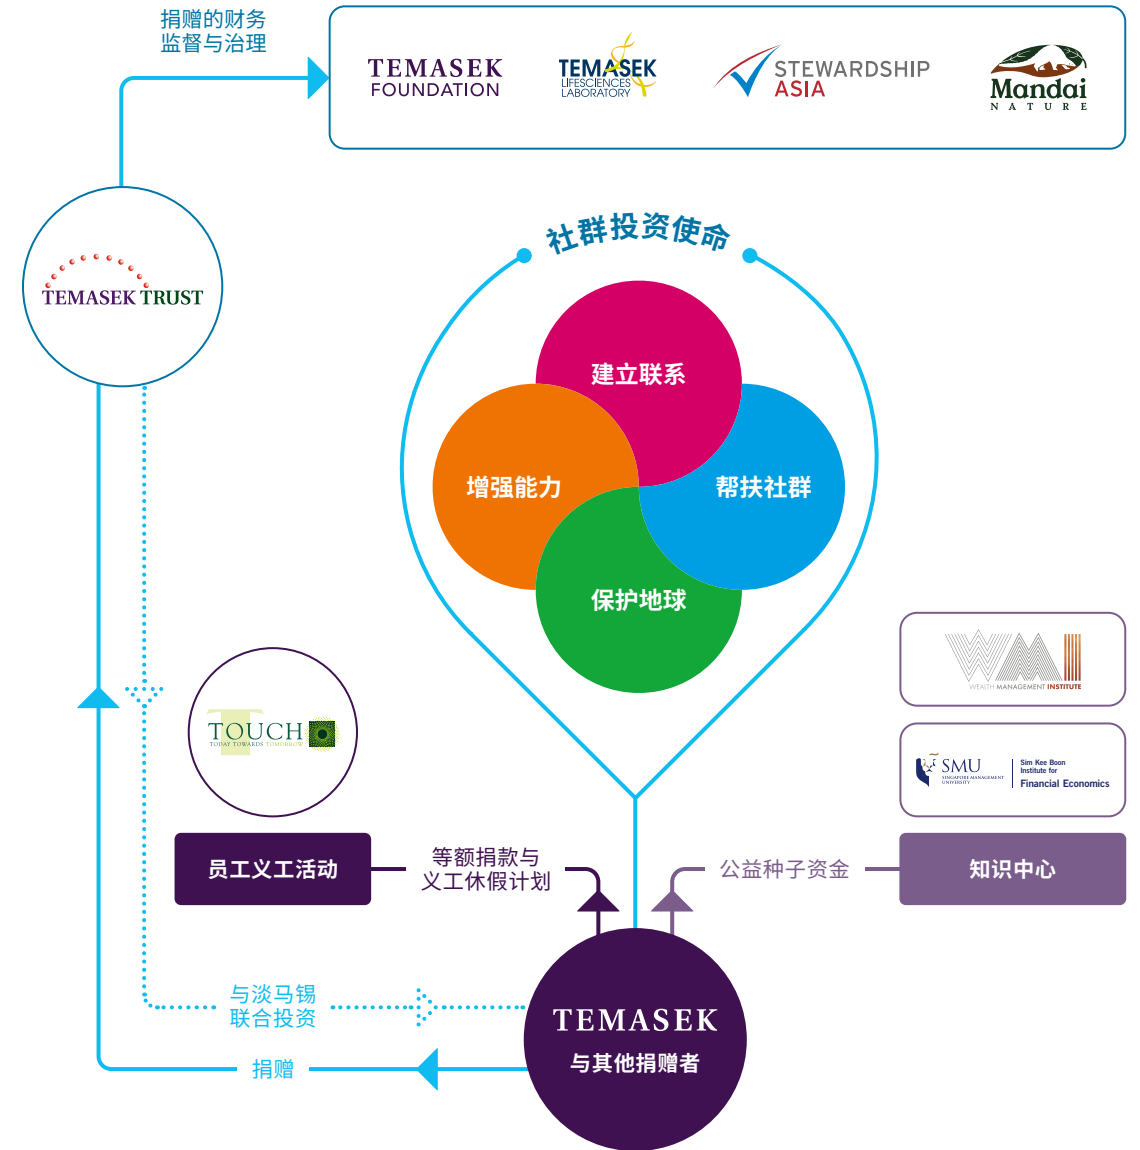 捐赠的财务
监督与治理
TEMASEK
FOUNDATION
TEMASEK
LIFESCIENCES
LABORATORY
STEWARDSHIP
ASIA
Mandai
NATURE
TEMASEK TRUST
社群投资使命
建立联系
增强能力
帮扶社群
保护地球
WEALTH MANAGEMENT INSTITUTE
TOUCH
TODAY TOWARDS TOMORROW
SMU
SINGAPORE MANAGEMENT
UNIVERSITY
Sim Kee Boon
Institute for
Financial Economics
员工义工活动
等额捐款与
义工休假计划
公益种子资金
知识中心
与淡马锡
联合投资
捐赠
TEMASEK
与其他捐赠者